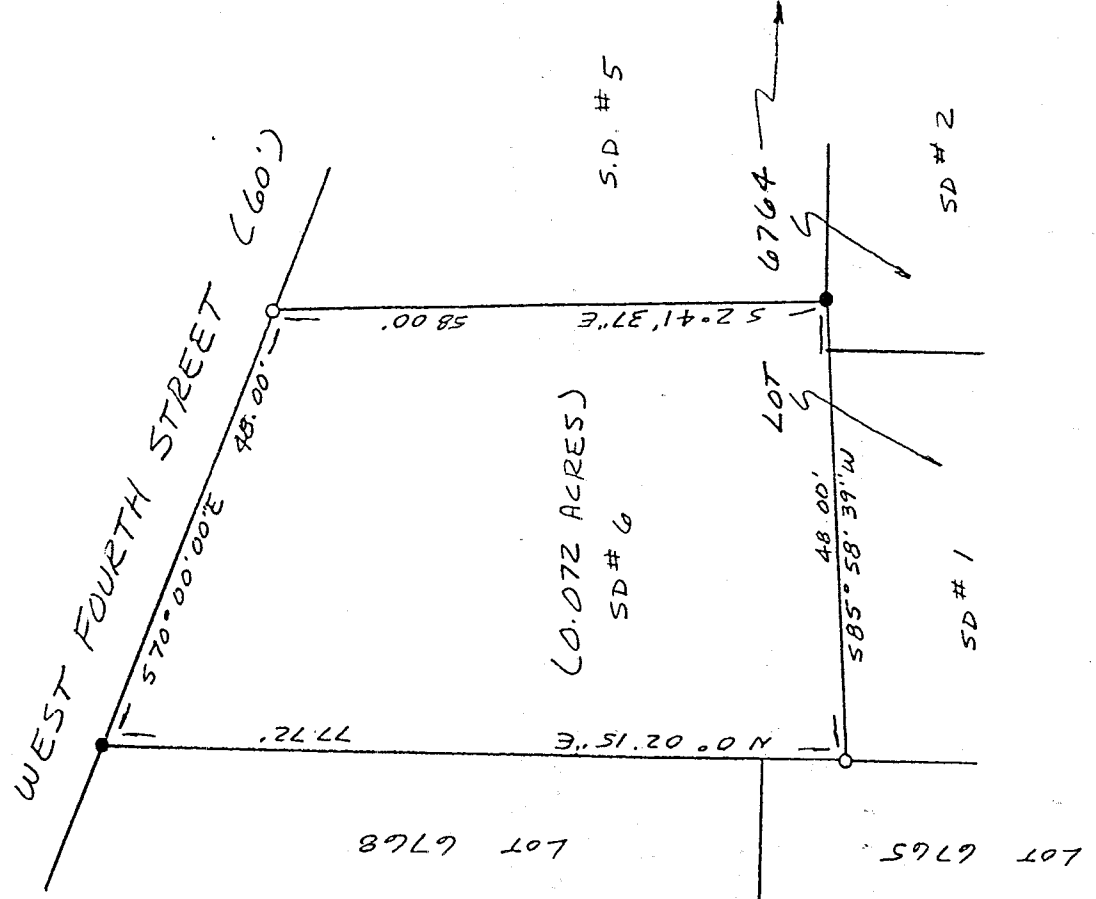 WEST FOURTH STREET (60')
S70°00'00"E 48.00'
S.D. #5
58.00' S2°41'37"E
6764
SD #2
LOT
(0.072 ACRES)
SD# 6
48.00'
S85°58'39"W
SD #1
N 0° 02' 15"E 77.72'
LOT 6768
LOT 6765